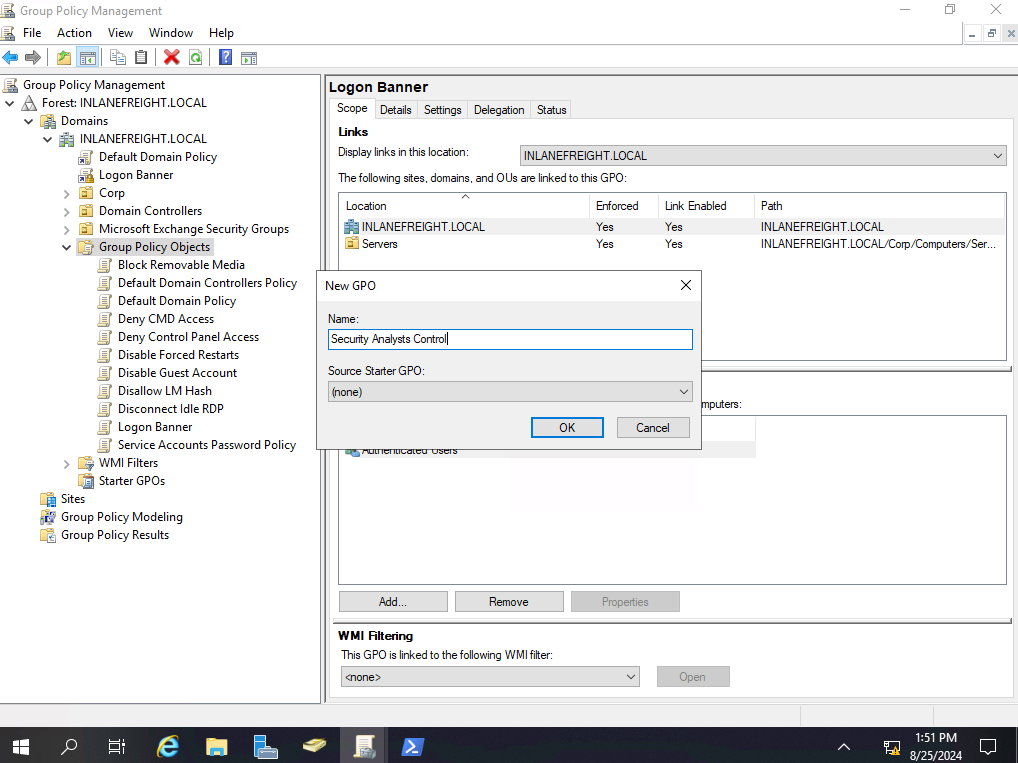 Group Policy Management
File Action View Window Help
Group Policy Management
Forest: INLANEFREIGHT.LOCAL
Domains
INLANEFREIGHT.LOCAL
Default Domain Policy
Logon Banner
Corp
Domain Controllers
Microsoft Exchange Security Groups
Group Policy Objects
Block Removable Media
Default Domain Controllers Policy
Default Domain Policy
Deny CMD Access
Deny Control Panel Access
Disable Forced Restarts
Disable Guest Account
Disallow LM Hash
Disconnect Idle RDP
Logon Banner
Service Accounts Password Policy
WMI Filters
Starter GPOs
Sites
Group Policy Modeling
Group Policy Results
Logon Banner
Scope Details Settings Delegation Status
Links
Display links in this location: INLANEFREIGHT.LOCAL
The following sites, domains, and OUs are linked to this GPO:
Location Enforced Link Enabled Path
INLANEFREIGHT.LOCAL Yes Yes INLANEFREIGHT.LOCAL
Servers Yes Yes INLANEFREIGHT.LOCAL/Corp/Computers/Ser...
New GPO
Name:
Security Analysts Control
Source Starter GPO:
(none)
OK Cancel
mputers:
Authenticated Users
Add... Remove Properties
WMI Filtering
This GPO is linked to the following WMI filter:
<none> Open
1:51 PM
8/25/2024